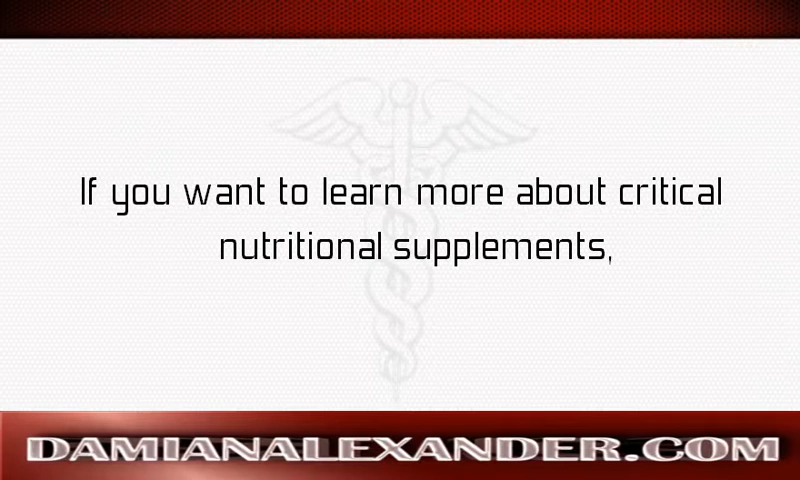 If you want to learn more about critical
nutritional supplements,
DAMIANALEXANDER.COM